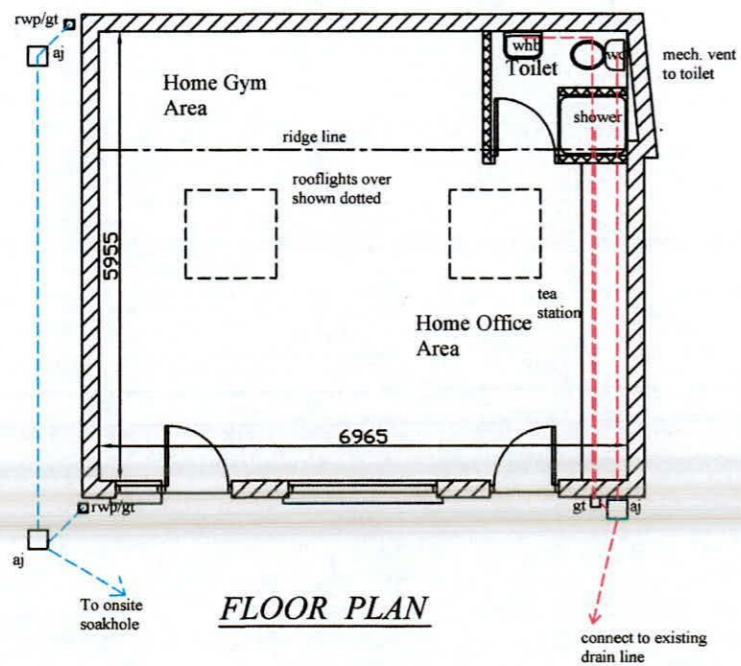 rwp/gt
aj
Home Gym
Area
whb
Toilet
wc
mech. vent
to toilet
shower
ridge line
rooflights over
shown dotted
5955
tea
station
Home Office
Area
6965
rwp/gt
aj
gt
aj
To onsite
soakhole
FLOOR PLAN
connect to existing
drain line